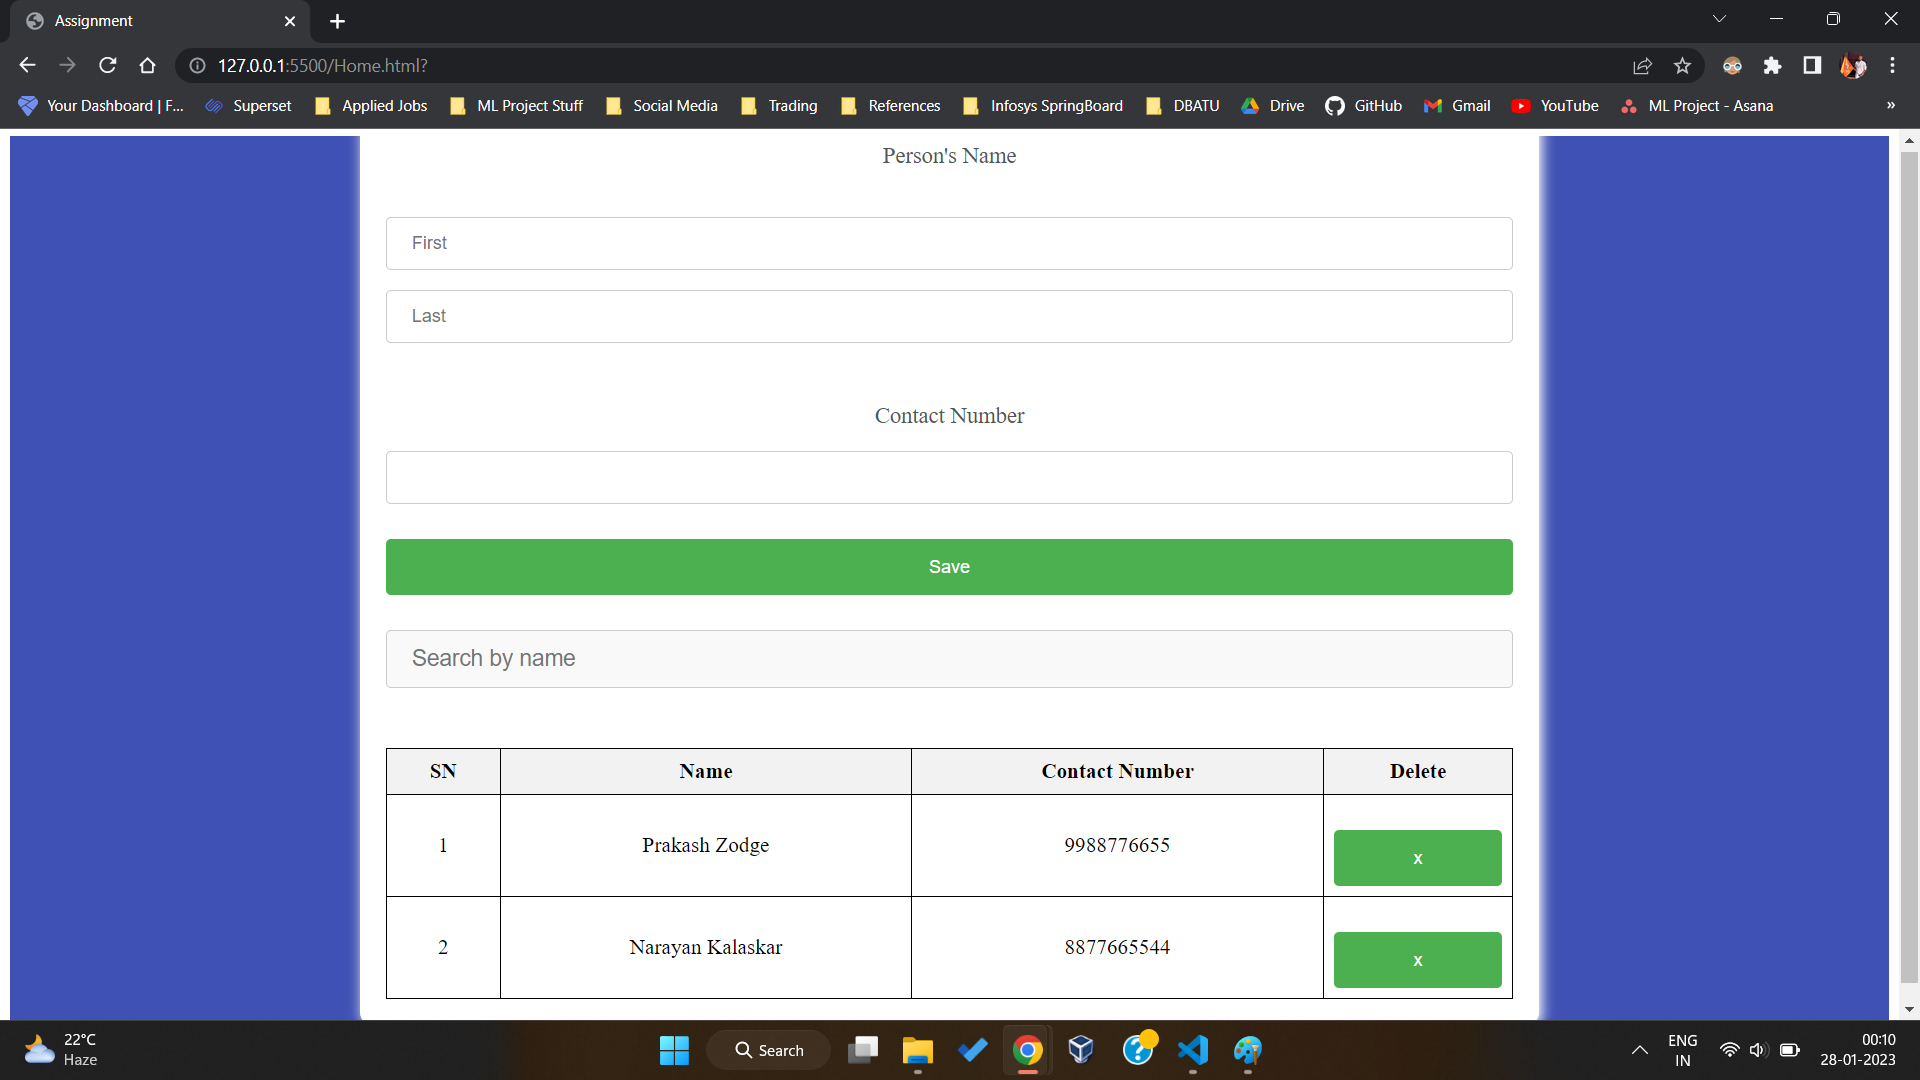 Assignment
127.0.0.1:5500/Home.html?
Your Dashboard | F... Superset Applied Jobs ML Project Stuff Social Media Trading References Infosys SpringBoard DBATU Drive GitHub Gmail YouTube ML Project - Asana »
Person's Name
First
Last
Contact Number
Save
Search by name
SN Name Contact Number Delete
1 Prakash Zodge 9988776655 x
2 Narayan Kalaskar 8877665544 x
22°C
Haze
Search
ENG
IN
00:10
28-01-2023